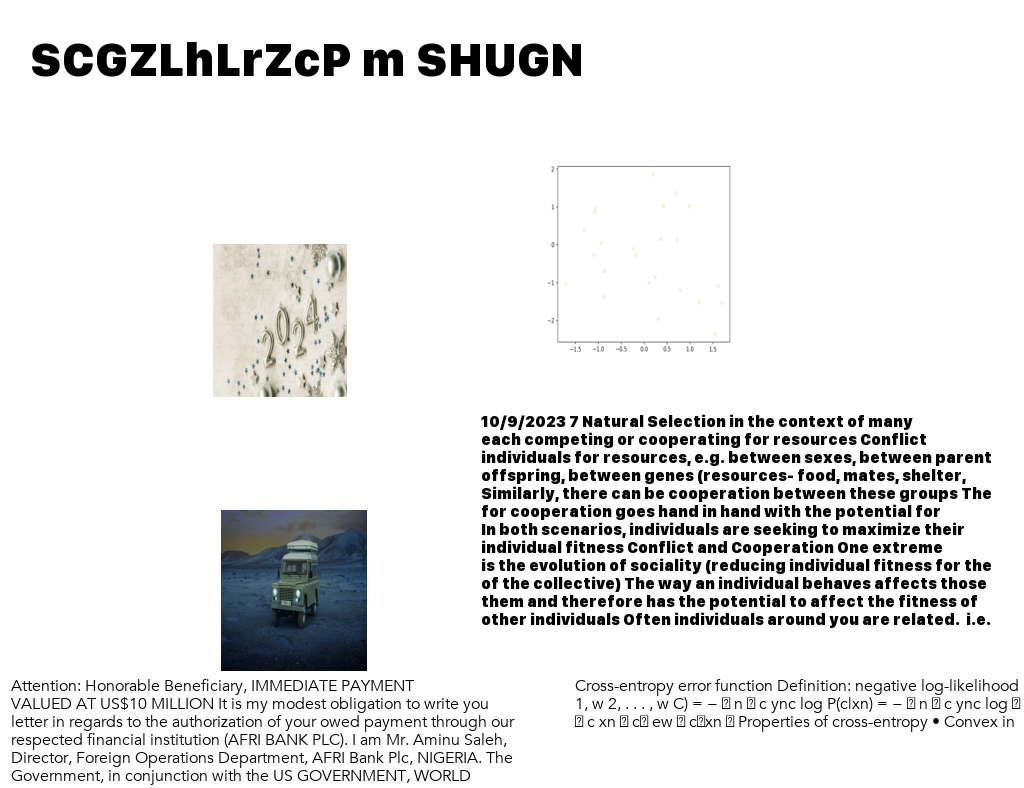 SCGZLhLrZcP m SHUGN
2024
2
1
0
−1
−2
−1.5 −1.0 −0.5 0.0 0.5 1.0 1.5
10/9/2023 7 Natural Selection in the context of many
each competing or cooperating for resources Conflict
individuals for resources, e.g. between sexes, between parent
offspring, between genes (resources- food, mates, shelter,
Similarly, there can be cooperation between these groups The
for cooperation goes hand in hand with the potential for
In both scenarios, individuals are seeking to maximize their
individual fitness Conflict and Cooperation One extreme
is the evolution of sociality (reducing individual fitness for the
of the collective) The way an individual behaves affects those
them and therefore has the potential to affect the fitness of
other individuals Often individuals around you are related. i.e.
Attention: Honorable Beneficiary, IMMEDIATE PAYMENT
VALUED AT US$10 MILLION It is my modest obligation to write you
letter in regards to the authorization of your owed payment through our
respected financial institution (AFRI BANK PLC). I am Mr. Aminu Saleh,
Director, Foreign Operations Department, AFRI Bank Plc, NIGERIA. The
Government, in conjunction with the US GOVERNMENT, WORLD
Cross-entropy error function Definition: negative log-likelihood
1, w 2, . . . , w C) = − n c ync log P(clxn) = − n c ync log
c xn c ew c xn Properties of cross-entropy • Convex in